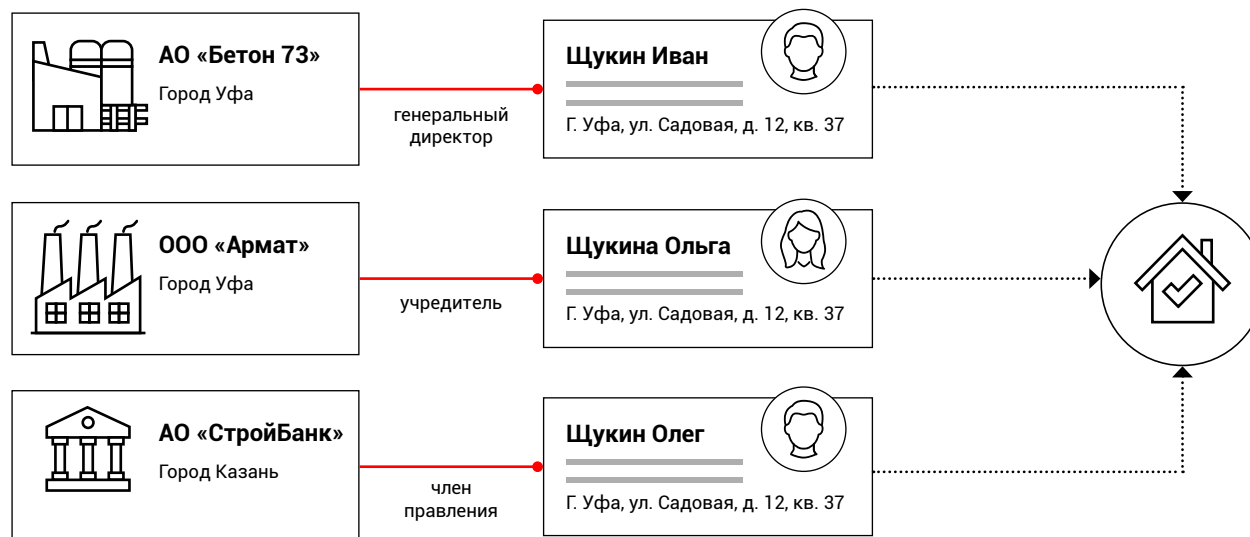 АО «Бетон 73»
Город Уфа
генеральный
директор
Щукин Иван
Г. Уфа, ул. Садовая, д. 12, кв. 37
ООО «Армат»
Город Уфа
учредитель
Щукина Ольга
Г. Уфа, ул. Садовая, д. 12, кв. 37
АО «СтройБанк»
Город Казань
член
правления
Щукин Олег
Г. Уфа, ул. Садовая, д. 12, кв. 37